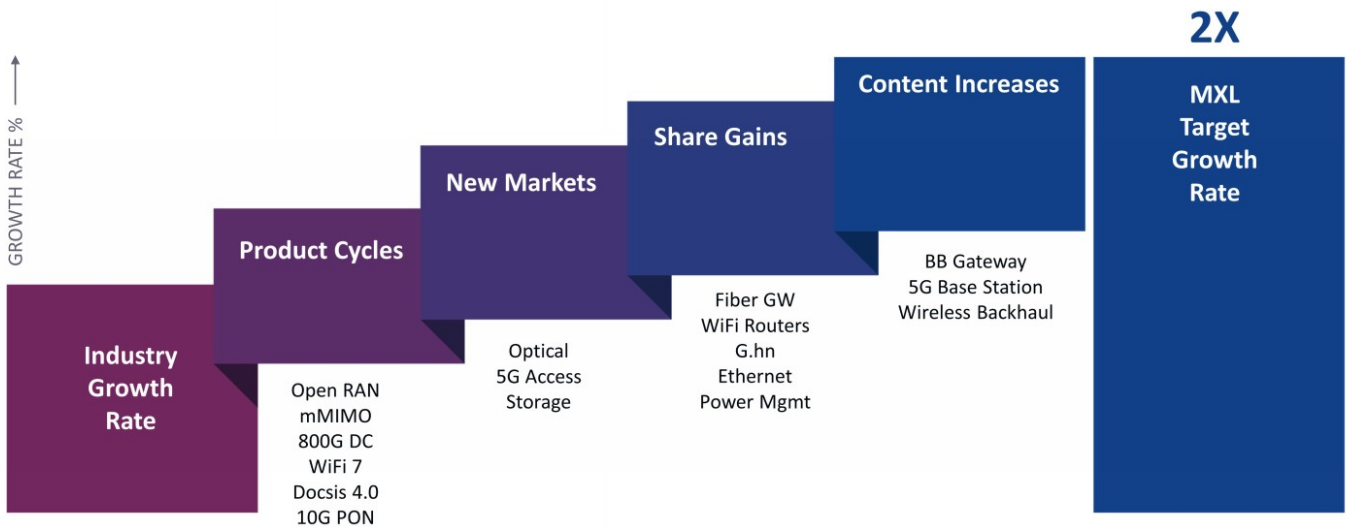 2X
GROWTH RATE %
Industry
Growth
Rate
Product Cycles
Open RAN
mMIMO
800G DC
WiFi 7
Docsis 4.0
10G PON
New Markets
Optical
5G Access
Storage
Share Gains
Fiber GW
WiFi Routers
G.hn
Ethernet
Power Mgmt
Content Increases
BB Gateway
5G Base Station
Wireless Backhaul
MXL
Target
Growth
Rate